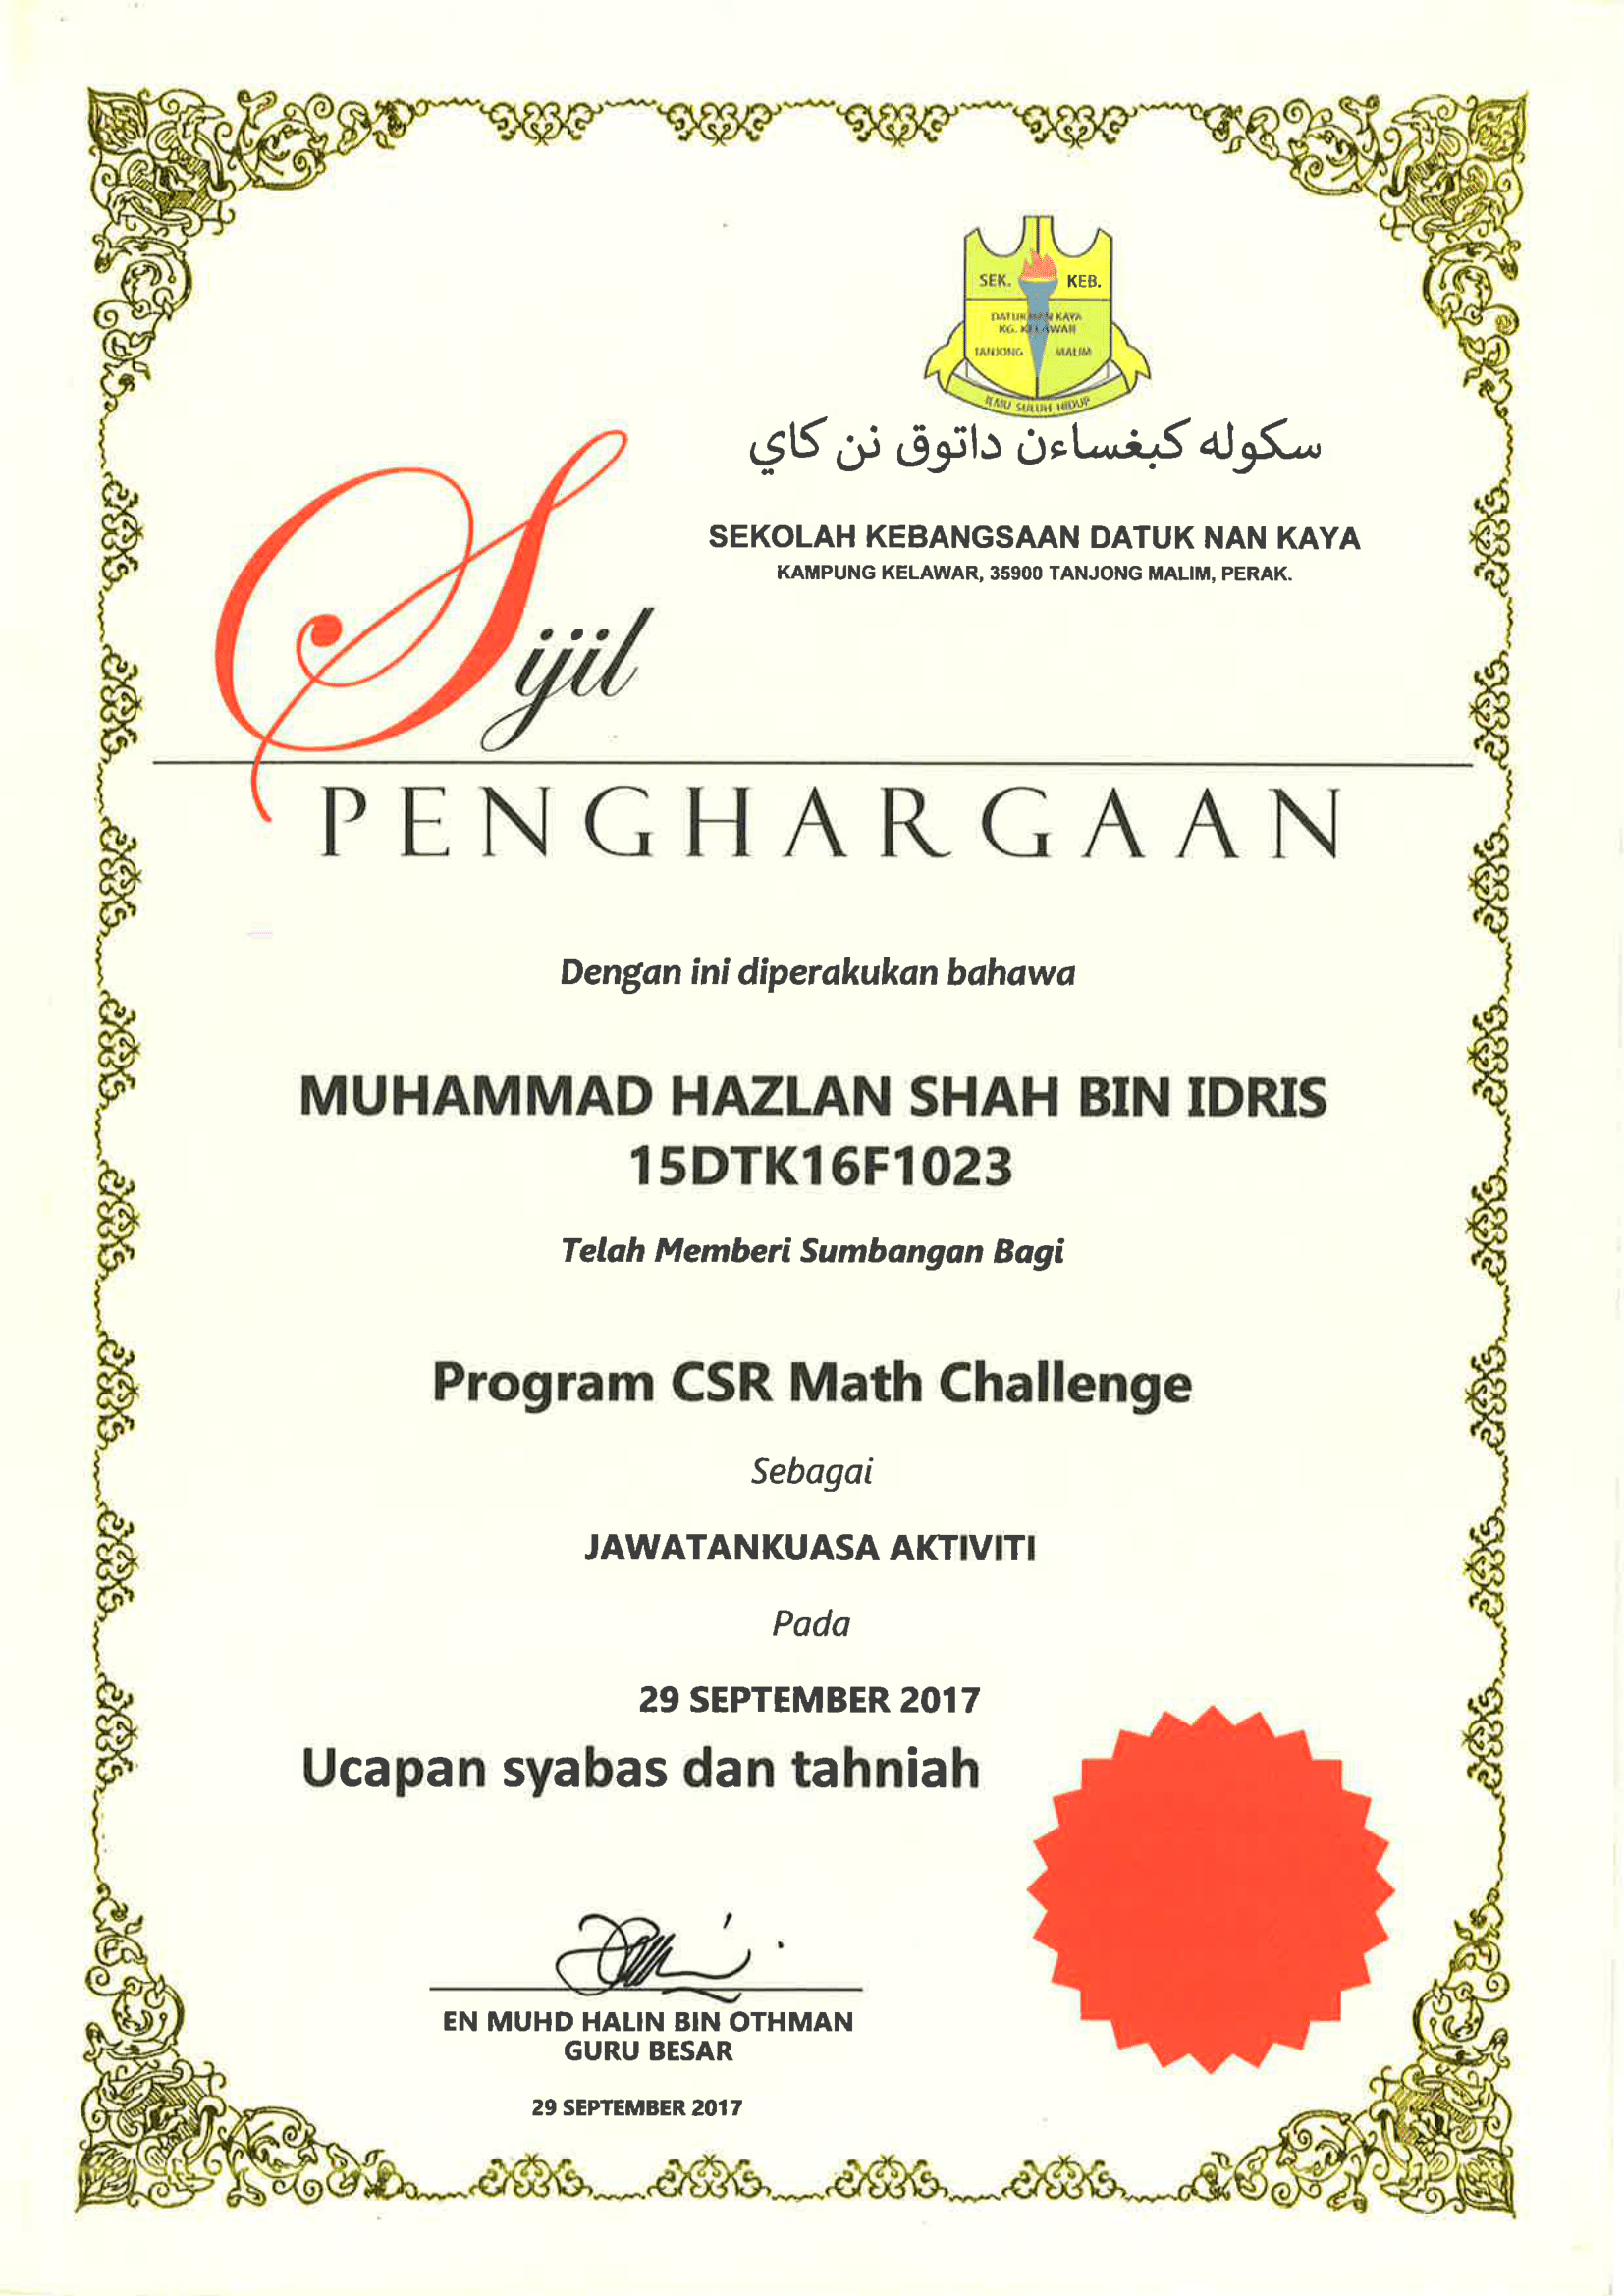 SEK. KEB.
DATUK NAN KAYA
KG. KELAWAR
TANJONG MALIM
ILMU SULUH HIDUP
سكوله كبڠساءن داتوق نن كاي
SEKOLAH KEBANGSAAN DATUK NAN KAYA
KAMPUNG KELAWAR, 35900 TANJONG MALIM, PERAK.
Sijil
PENGHARGAAN
Dengan ini diperakukan bahawa
MUHAMMAD HAZLAN SHAH BIN IDRIS
15DTK16F1023
Telah Memberi Sumbangan Bagi
Program CSR Math Challenge
Sebagai
JAWATANKUASA AKTIVITI
Pada
29 SEPTEMBER 2017
Ucapan syabas dan tahniah
EN MUHD HALIN BIN OTHMAN
GURU BESAR
29 SEPTEMBER 2017